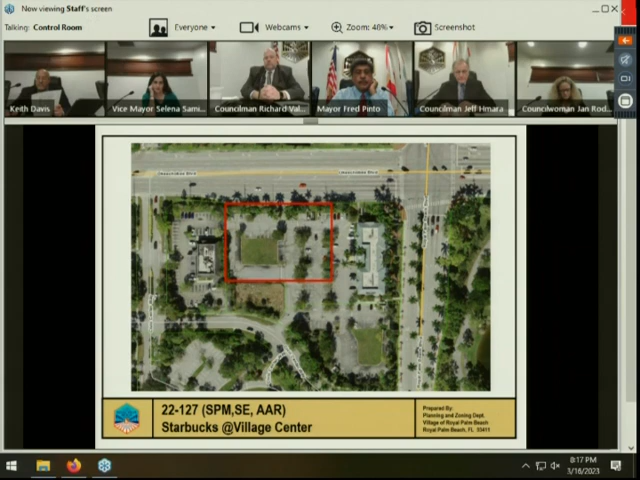 Now viewing Staff's screen
Talking: Control Room
Everyone
Webcams
Zoom: 48%
Screenshot
Keith Davis
Vice Mayor Selena Sami...
Councilman Richard Val...
Mayor Fred Pinto
Councilman Jeff Hmara
Councilwoman Jan Rod...
22-127 (SPM,SE, AAR)
Starbucks @Village Center
Prepared By:
Planning and Zoning Dept.
Village of Royal Palm Beach
Royal Palm Beach, FL 33411
8:17 PM
3/16/2023